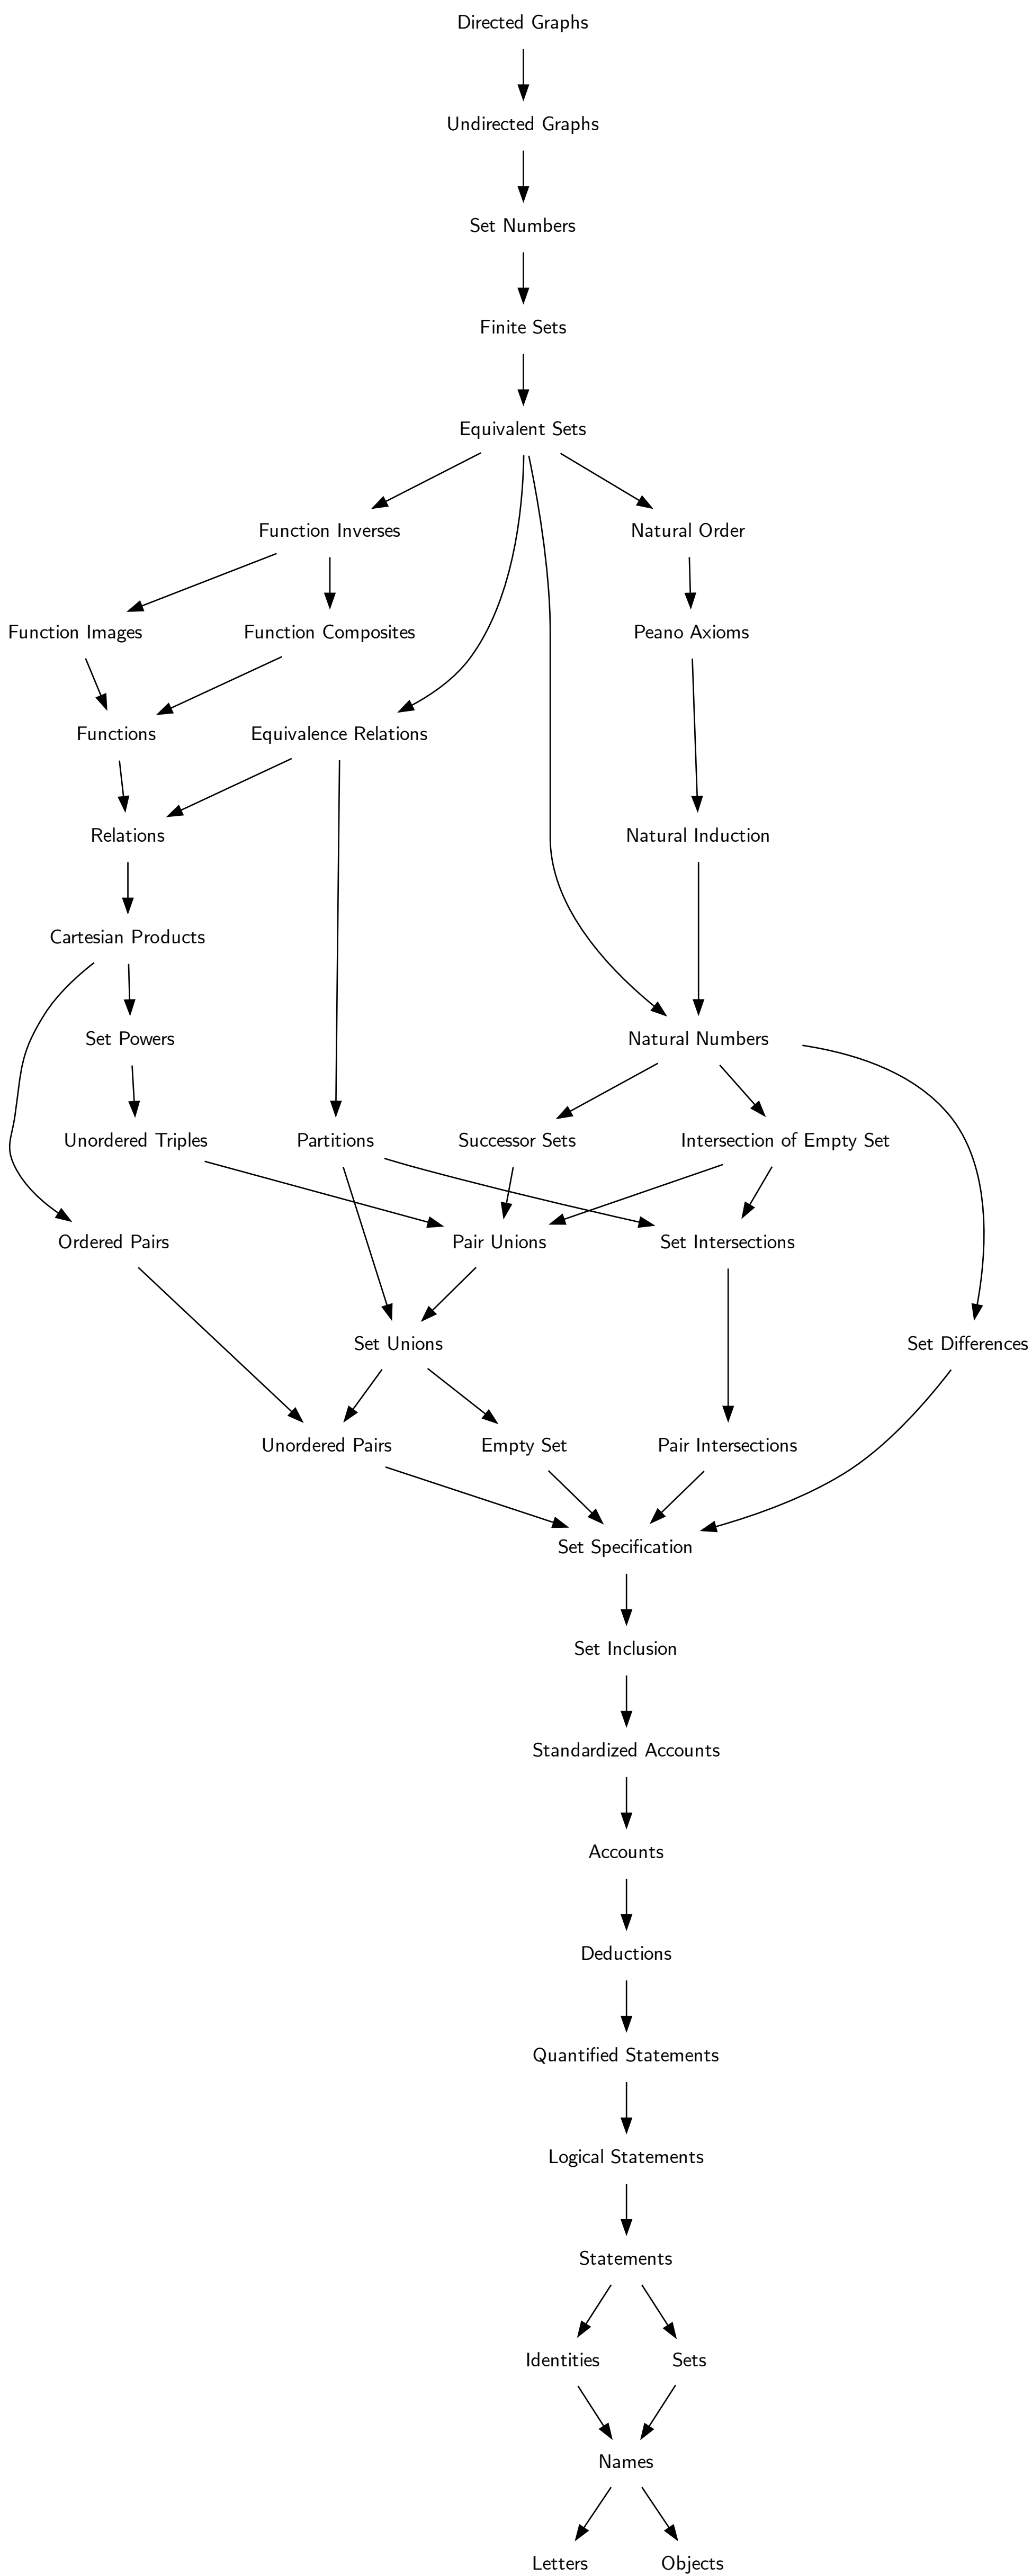 Directed Graphs
Undirected Graphs
Set Numbers
Finite Sets
Equivalent Sets
Function Inverses
Natural Order
Function Images
Function Composites
Peano Axioms
Functions
Equivalence Relations
Relations
Natural Induction
Cartesian Products
Set Powers
Natural Numbers
Unordered Triples
Partitions
Successor Sets
Intersection of Empty Set
Ordered Pairs
Pair Unions
Set Intersections
Set Unions
Set Differences
Unordered Pairs
Empty Set
Pair Intersections
Set Specification
Set Inclusion
Standardized Accounts
Accounts
Deductions
Quantified Statements
Logical Statements
Statements
Identities
Sets
Names
Letters
Objects